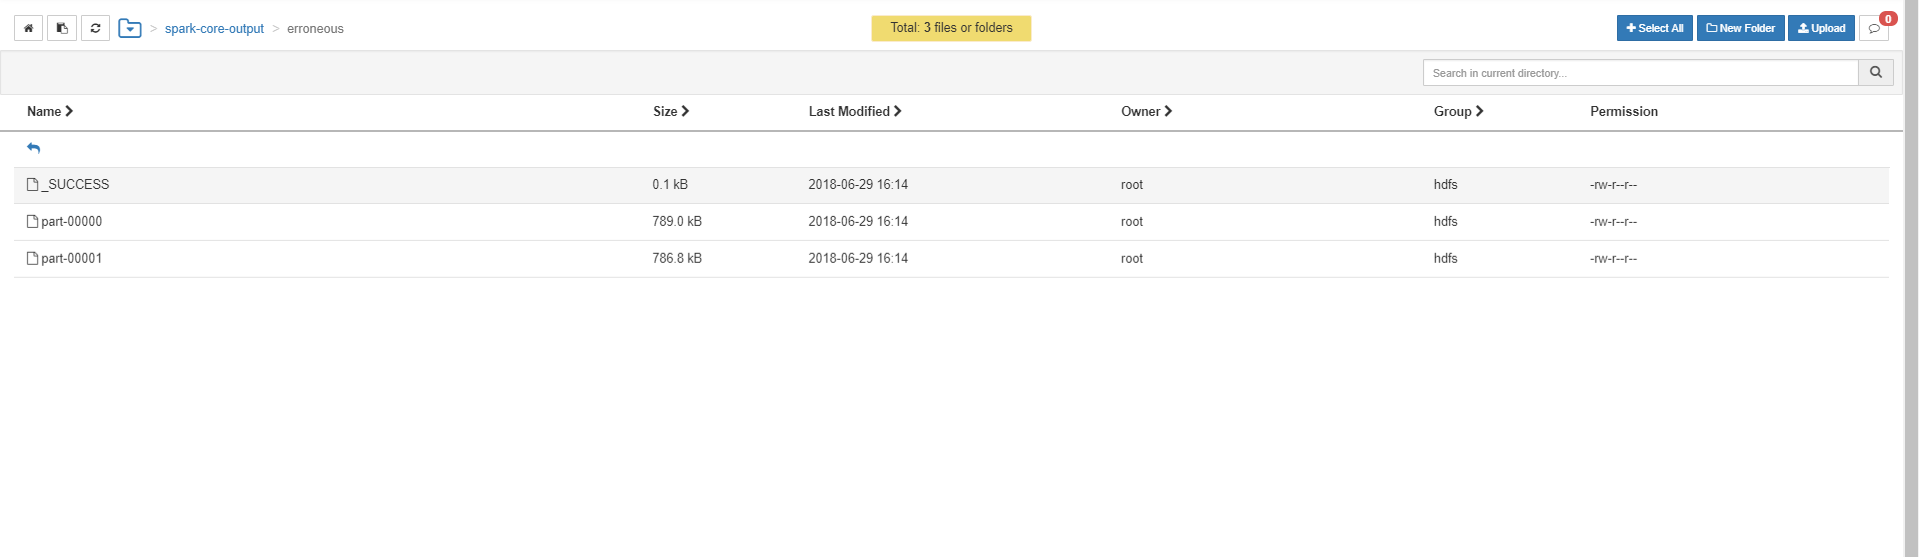 > spark-core-output > erroneous
Total: 3 files or folders
Select All New Folder Upload 0
Search in current directory...
Name Size Last Modified Owner Group Permission
_SUCCESS 0.1 kB 2018-06-29 16:14 root hdfs -rw-r--r--
part-00000 789.0 kB 2018-06-29 16:14 root hdfs -rw-r--r--
part-00001 786.8 kB 2018-06-29 16:14 root hdfs -rw-r--r--